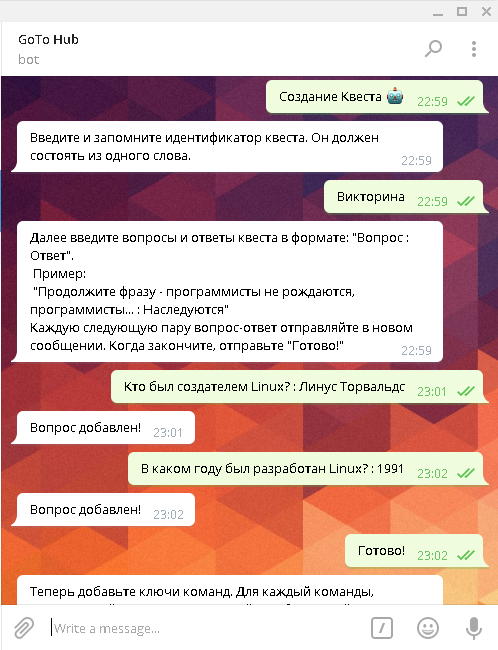 GoTo Hub
bot
Создание Квеста 🤖 22:59
Введите и запомните идентификатор квеста. Он должен
состоять из одного слова. 22:59
Викторина 22:59
Далее введите вопросы и ответы квеста в формате: "Вопрос :
Ответ".
Пример:
"Продолжите фразу - программисты не рождаются,
программисты... : Наследуются"
Каждую следующую пару вопрос-ответ отправляйте в новом
сообщении. Когда закончите, отправьте "Готово!" 22:59
Кто был создателем Linux? : Линус Торвальдс 23:01
Вопрос добавлен! 23:01
В каком году был разработан Linux? : 1991 23:02
Вопрос добавлен! 23:02
Готово! 23:02
Теперь добавьте ключи команд. Для каждый команды,
Write a message...